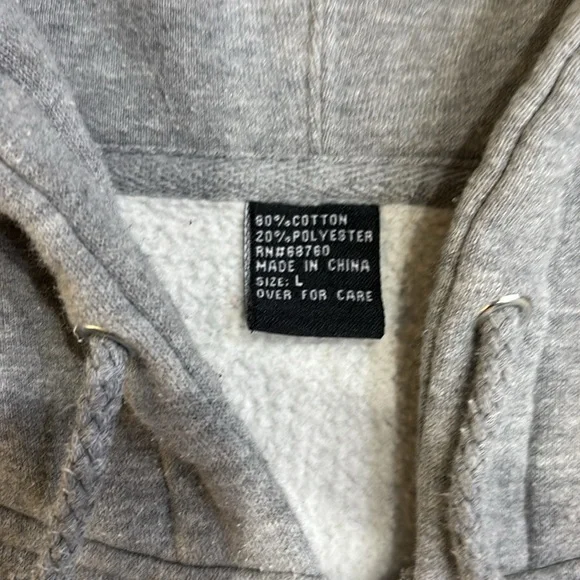 80%COTTON
20%POLYESTER
RN#68760
MADE IN CHINA
SIZE: L
OVER FOR CARE